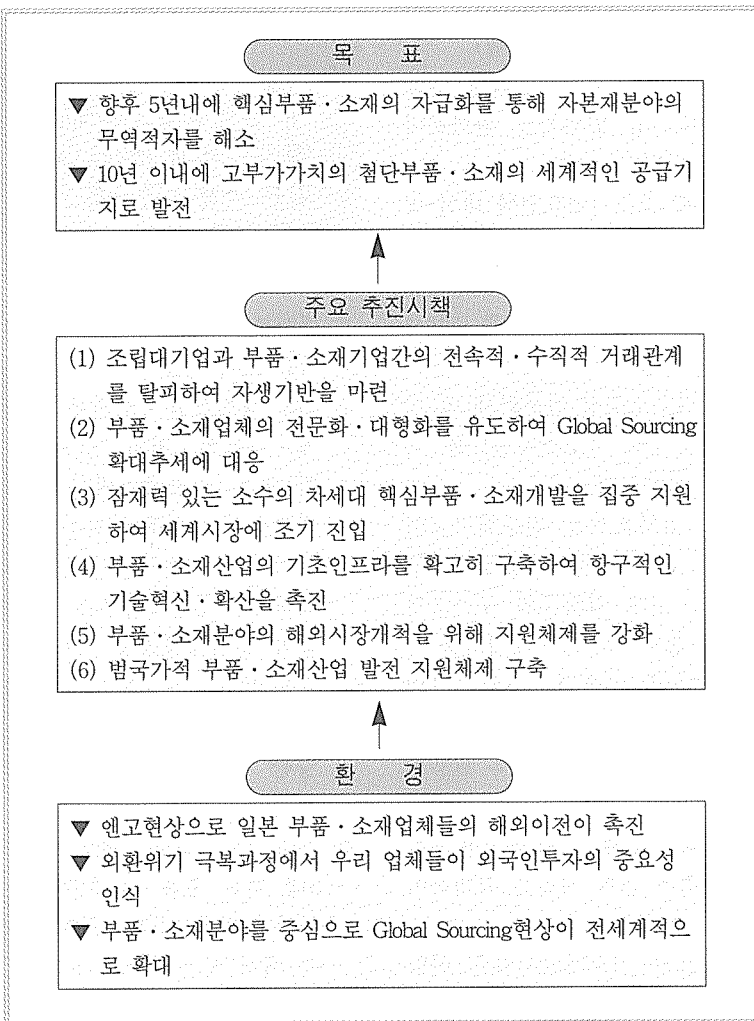 목 표
▼ 향후 5년내에 핵심부품·소재의 자급화를 통해 자본재분야의
무역적자를 해소
▼ 10년 이내에 고부가가치의 첨단부품·소재의 세계적인 공급기
지로 발전
주요 추진시책
(1) 조립대기업과 부품·소재기업간의 전속적·수직적 거래관계
를 탈피하여 자생기반을 마련
(2) 부품·소재업체의 전문화·대형화를 유도하여 Global Sourcing
확대추세에 대응
(3) 잠재력 있는 소수의 차세대 핵심부품·소재개발을 집중 지원
하여 세계시장에 조기 진입
(4) 부품·소재산업의 기초인프라를 확고히 구축하여 항구적인
기술혁신·확산을 촉진
(5) 부품·소재분야의 해외시장개척을 위해 지원체제를 강화
(6) 범국가적 부품·소재산업 발전 지원체제 구축
환 경
▼ 엔고현상으로 일본 부품·소재업체들의 해외이전이 촉진
▼ 외환위기 극복과정에서 우리 업체들이 외국인투자의 중요성
인식
▼ 부품·소재분야를 중심으로 Global Sourcing현상이 전세계적으
로 확대